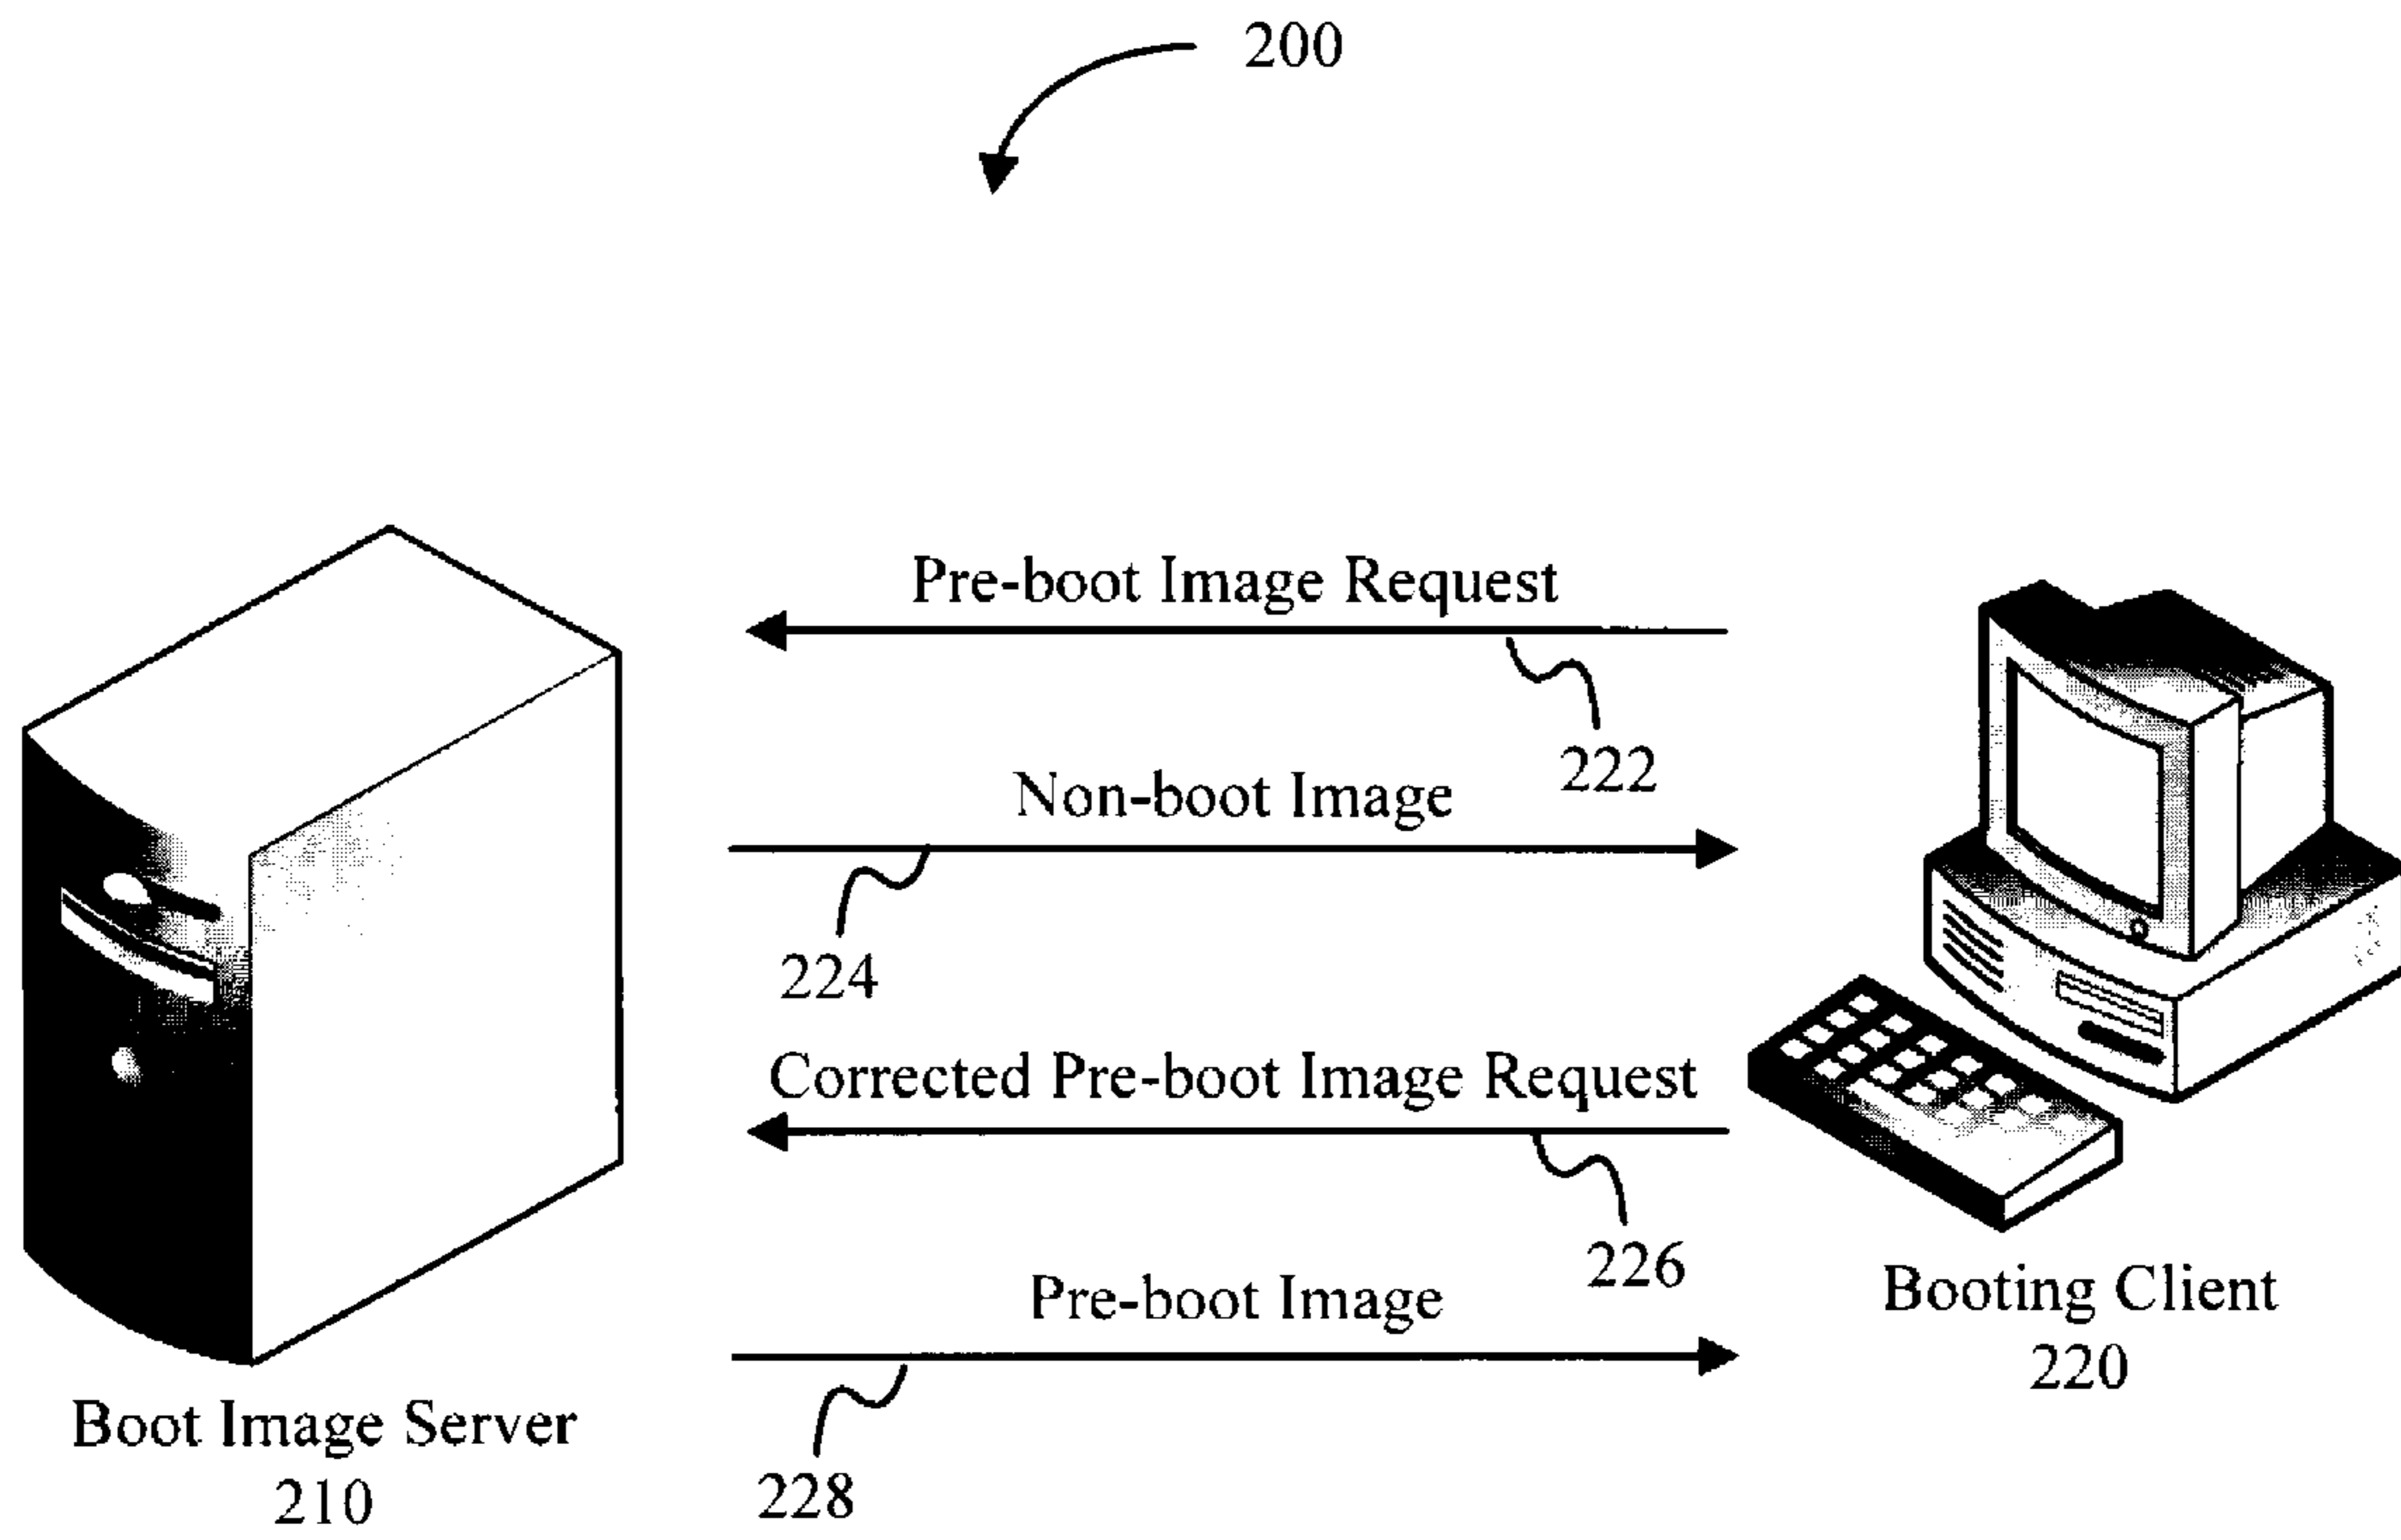 200
Pre-boot Image Request
222
Non-boot Image
224
Corrected Pre-boot Image Request
226
Pre-boot Image
228
Boot Image Server
210
Booting Client
220